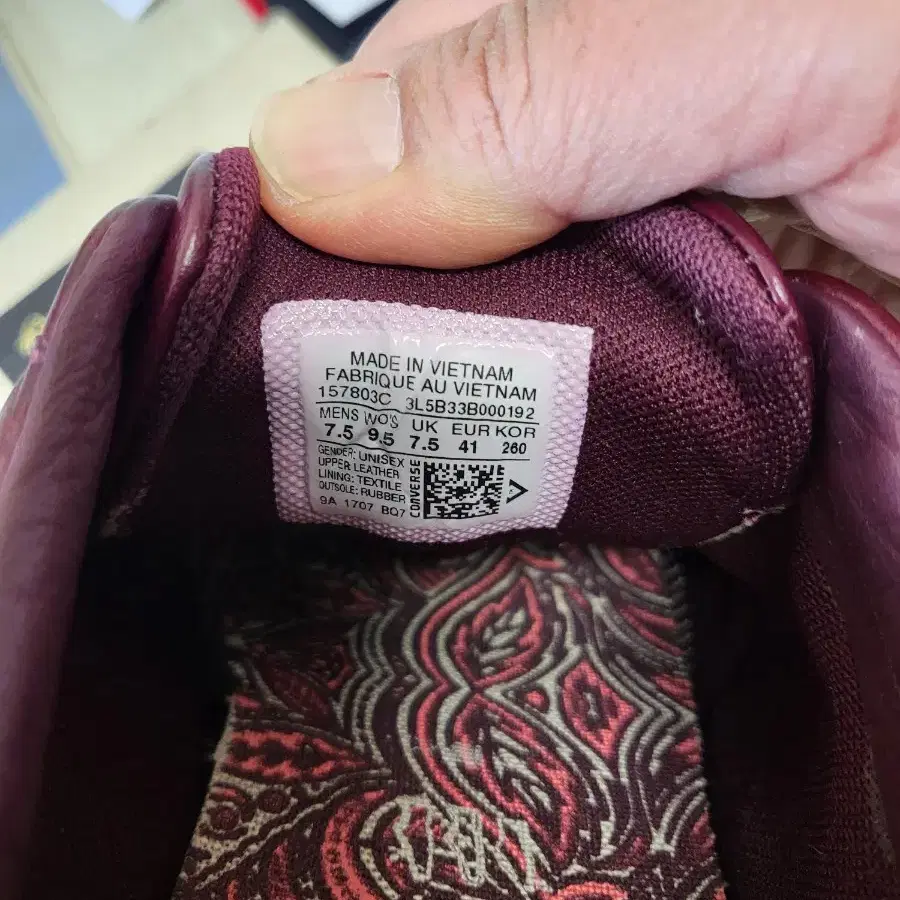 MADE IN VIETNAM
FABRIQUE AU VIETNAM
157803C 3L5B33B000192
MENS WO'S UK EUR KOR
7.5 9.5 7.5 41 260
GENDER: UNISEX
UPPER LEATHER
LINING: TEXTILE
OUTSOLE: RUBBER
9A 1707 BQ7
CONVERSE